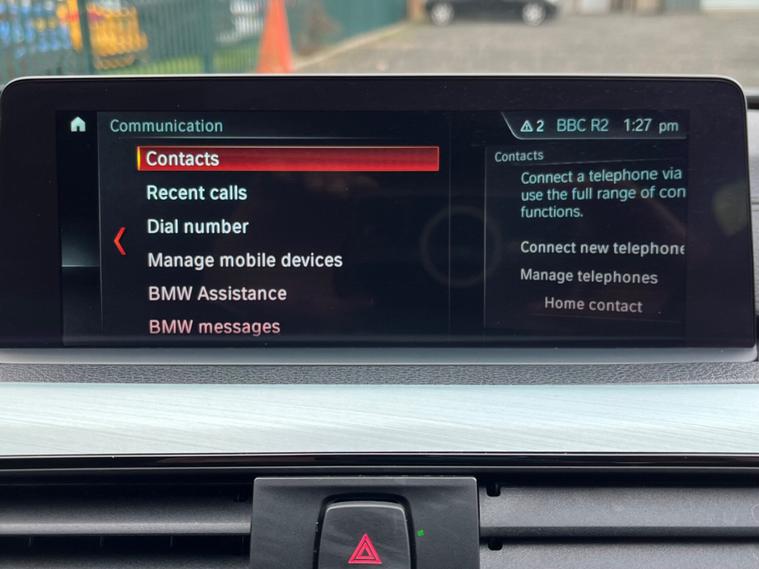 Communication
2 BBC R2 1:27 pm
Contacts
Recent calls
Dial number
Manage mobile devices
BMW Assistance
BMW messages
Contacts
Connect a telephone via
use the full range of con
functions.
Connect new telephone
Manage telephones
Home contact